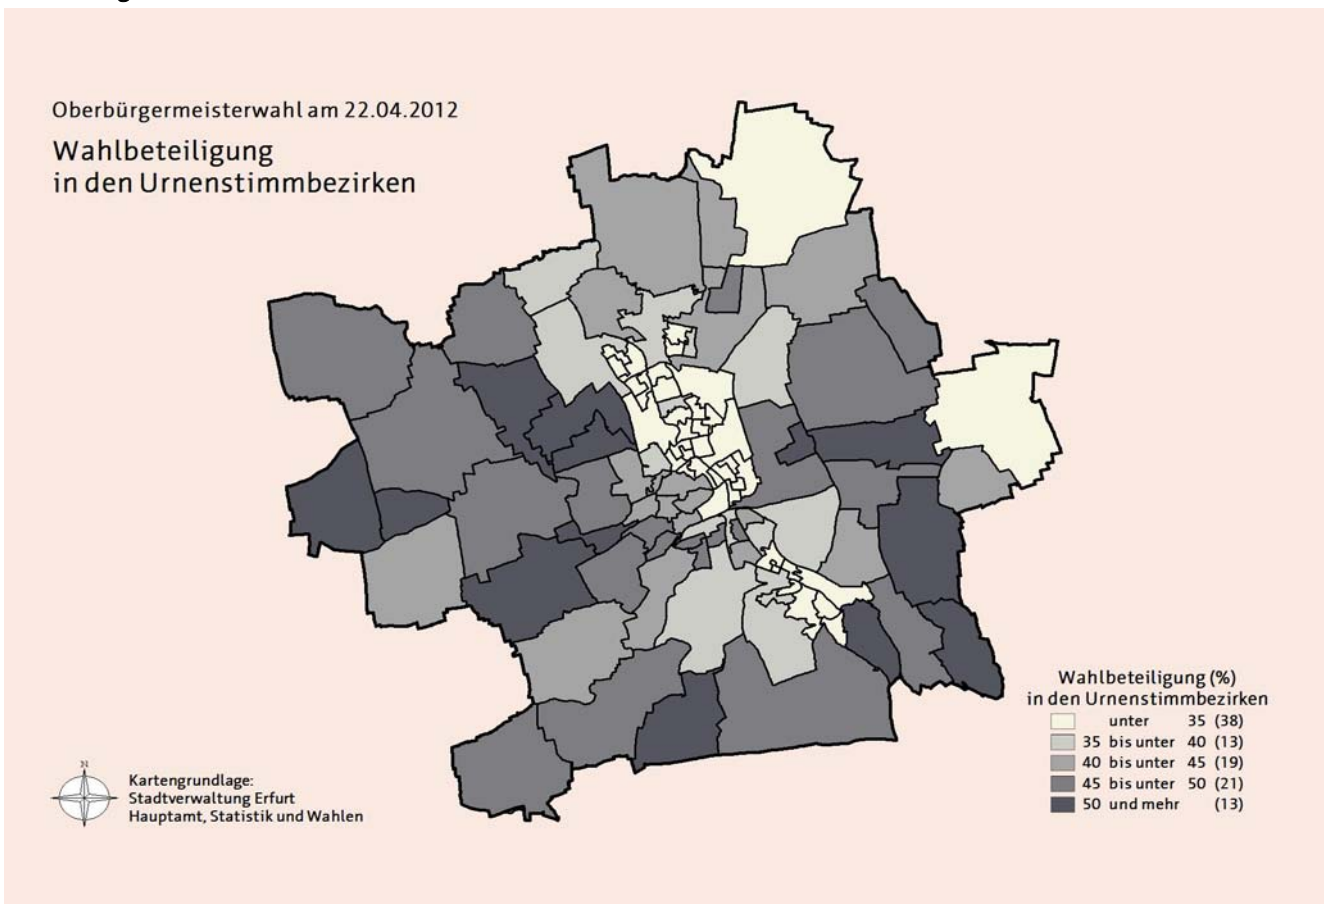 Oberbürgermeisterwahl am 22.04.2012
Wahlbeteiligung
in den Urnenstimmbezirken
Wahlbeteiligung (%)
in den Urnenstimmbezirken
unter 35 (38)
35 bis unter 40 (13)
40 bis unter 45 (19)
45 bis unter 50 (21)
50 und mehr (13)
N
Kartengrundlage:
Stadtverwaltung Erfurt
Hauptamt, Statistik und Wahlen